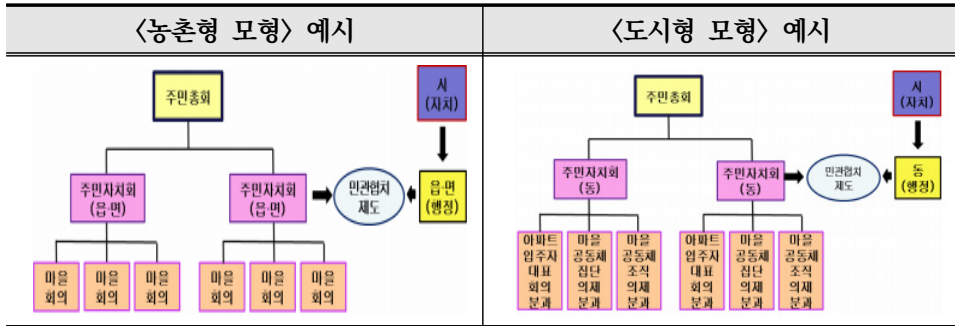 〈농촌형 모형〉 예시
주민총회
시
(자치)
주민자치회
(읍·면)
주민자치회
(읍·면)
민관협치
제도
읍·면
(행정)
마을
회의
마을
회의
마을
회의
마을
회의
마을
회의
마을
회의
〈도시형 모형〉 예시
주민총회
시
(자치)
주민자치회
(동)
주민자치회
(동)
민관협치
제도
동
(행정)
아파트
입주자
대표
회의
분과
마을
공동체
집단
의제
분과
마을
공동체
조직
의제
분과
아파트
입주자
대표
회의
분과
마을
공동체
집단
의제
분과
마을
공동체
조직
의제
분과